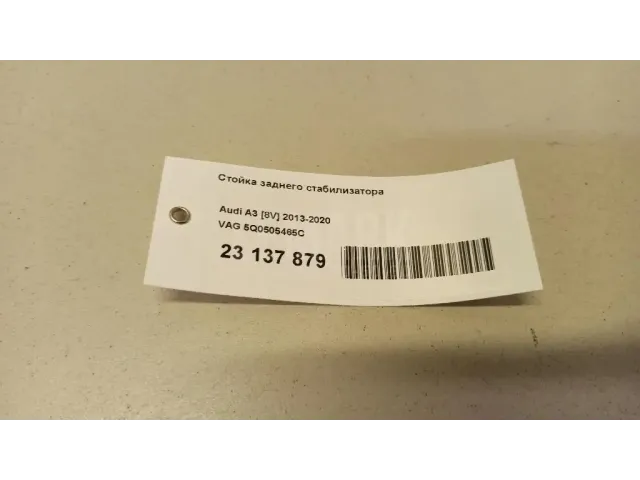 Стойка заднего стабилизатора
Audi A3 [8V] 2013-2020
VAG 5Q0505465C
23 137 879